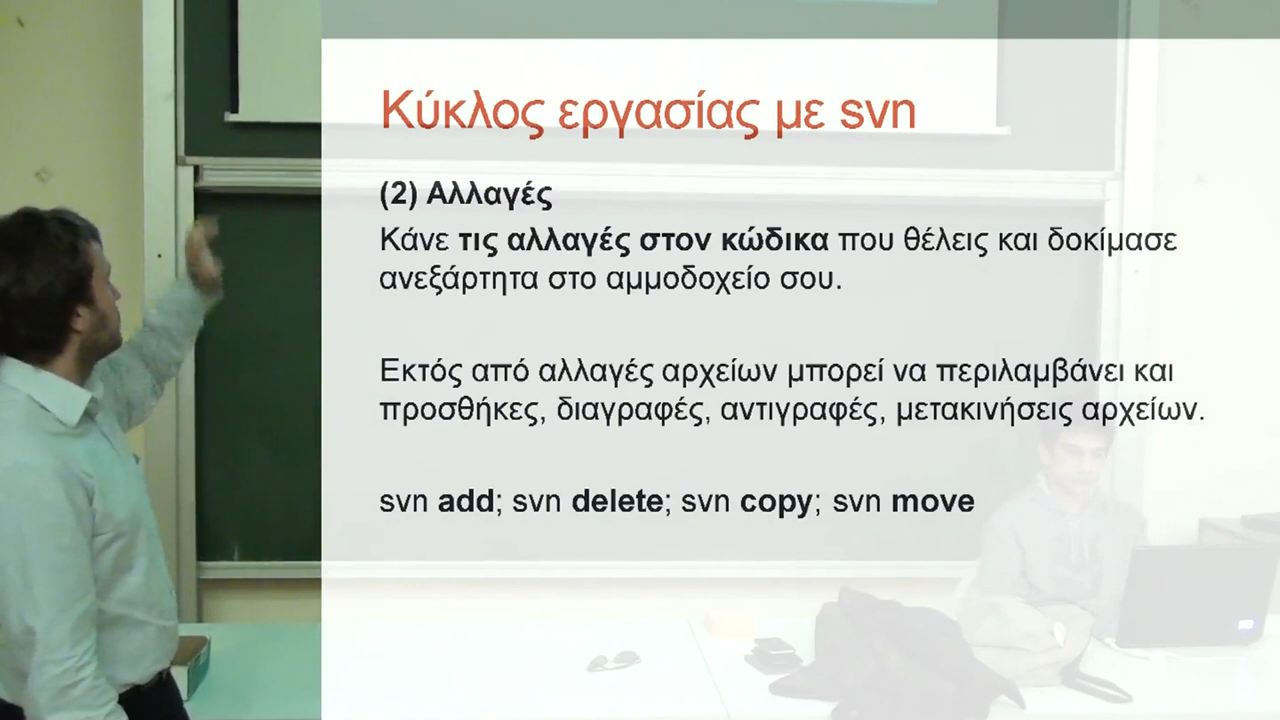 Κύκλος εργασίας με svn
(2) Αλλαγές
Κάνε τις αλλαγές στον κώδικα που θέλεις και δοκίμασε
ανεξάρτητα στο αμμοδοχείο σου.
Εκτός από αλλαγές αρχείων μπορεί να περιλαμβάνει και
προσθήκες, διαγραφές, αντιγραφές, μετακινήσεις αρχείων.
svn add; svn delete; svn copy; svn move